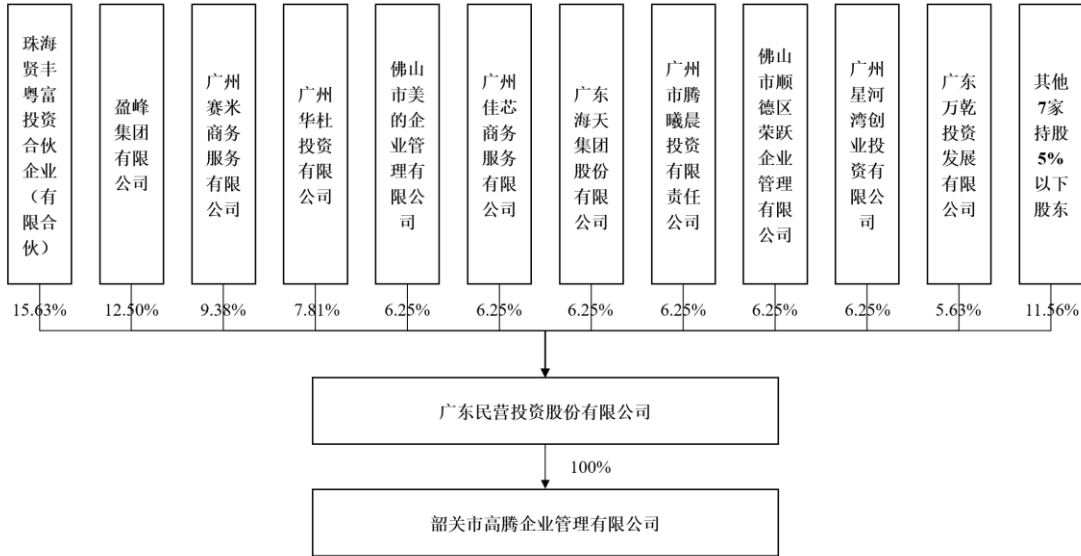 珠海
贤丰
粤富
投资
合伙
企业
（有
限合
伙）
盈峰
集团
有限
公司
广州
赛米
商务
服务
有限
公司
广州
华杜
投资
有限
公司
佛山
市美
的企
业管
理有
限公
司
广州
佳芯
商务
服务
有限
公司
广东
海天
集团
股份
有限
公司
广州
市腾
曦晨
投资
有限
责任
公司
佛山
市顺
德区
荣跃
企业
管理
有限
公司
广州
星河
湾创
业投
资有
限公
司
广东
万乾
投资
发展
有限
公司
其他
7家
持股
5%
以下
股东
15.63%
12.50%
9.38%
7.81%
6.25%
6.25%
6.25%
6.25%
6.25%
6.25%
5.63%
11.56%
广东民营投资股份有限公司
100%
韶关市高腾企业管理有限公司